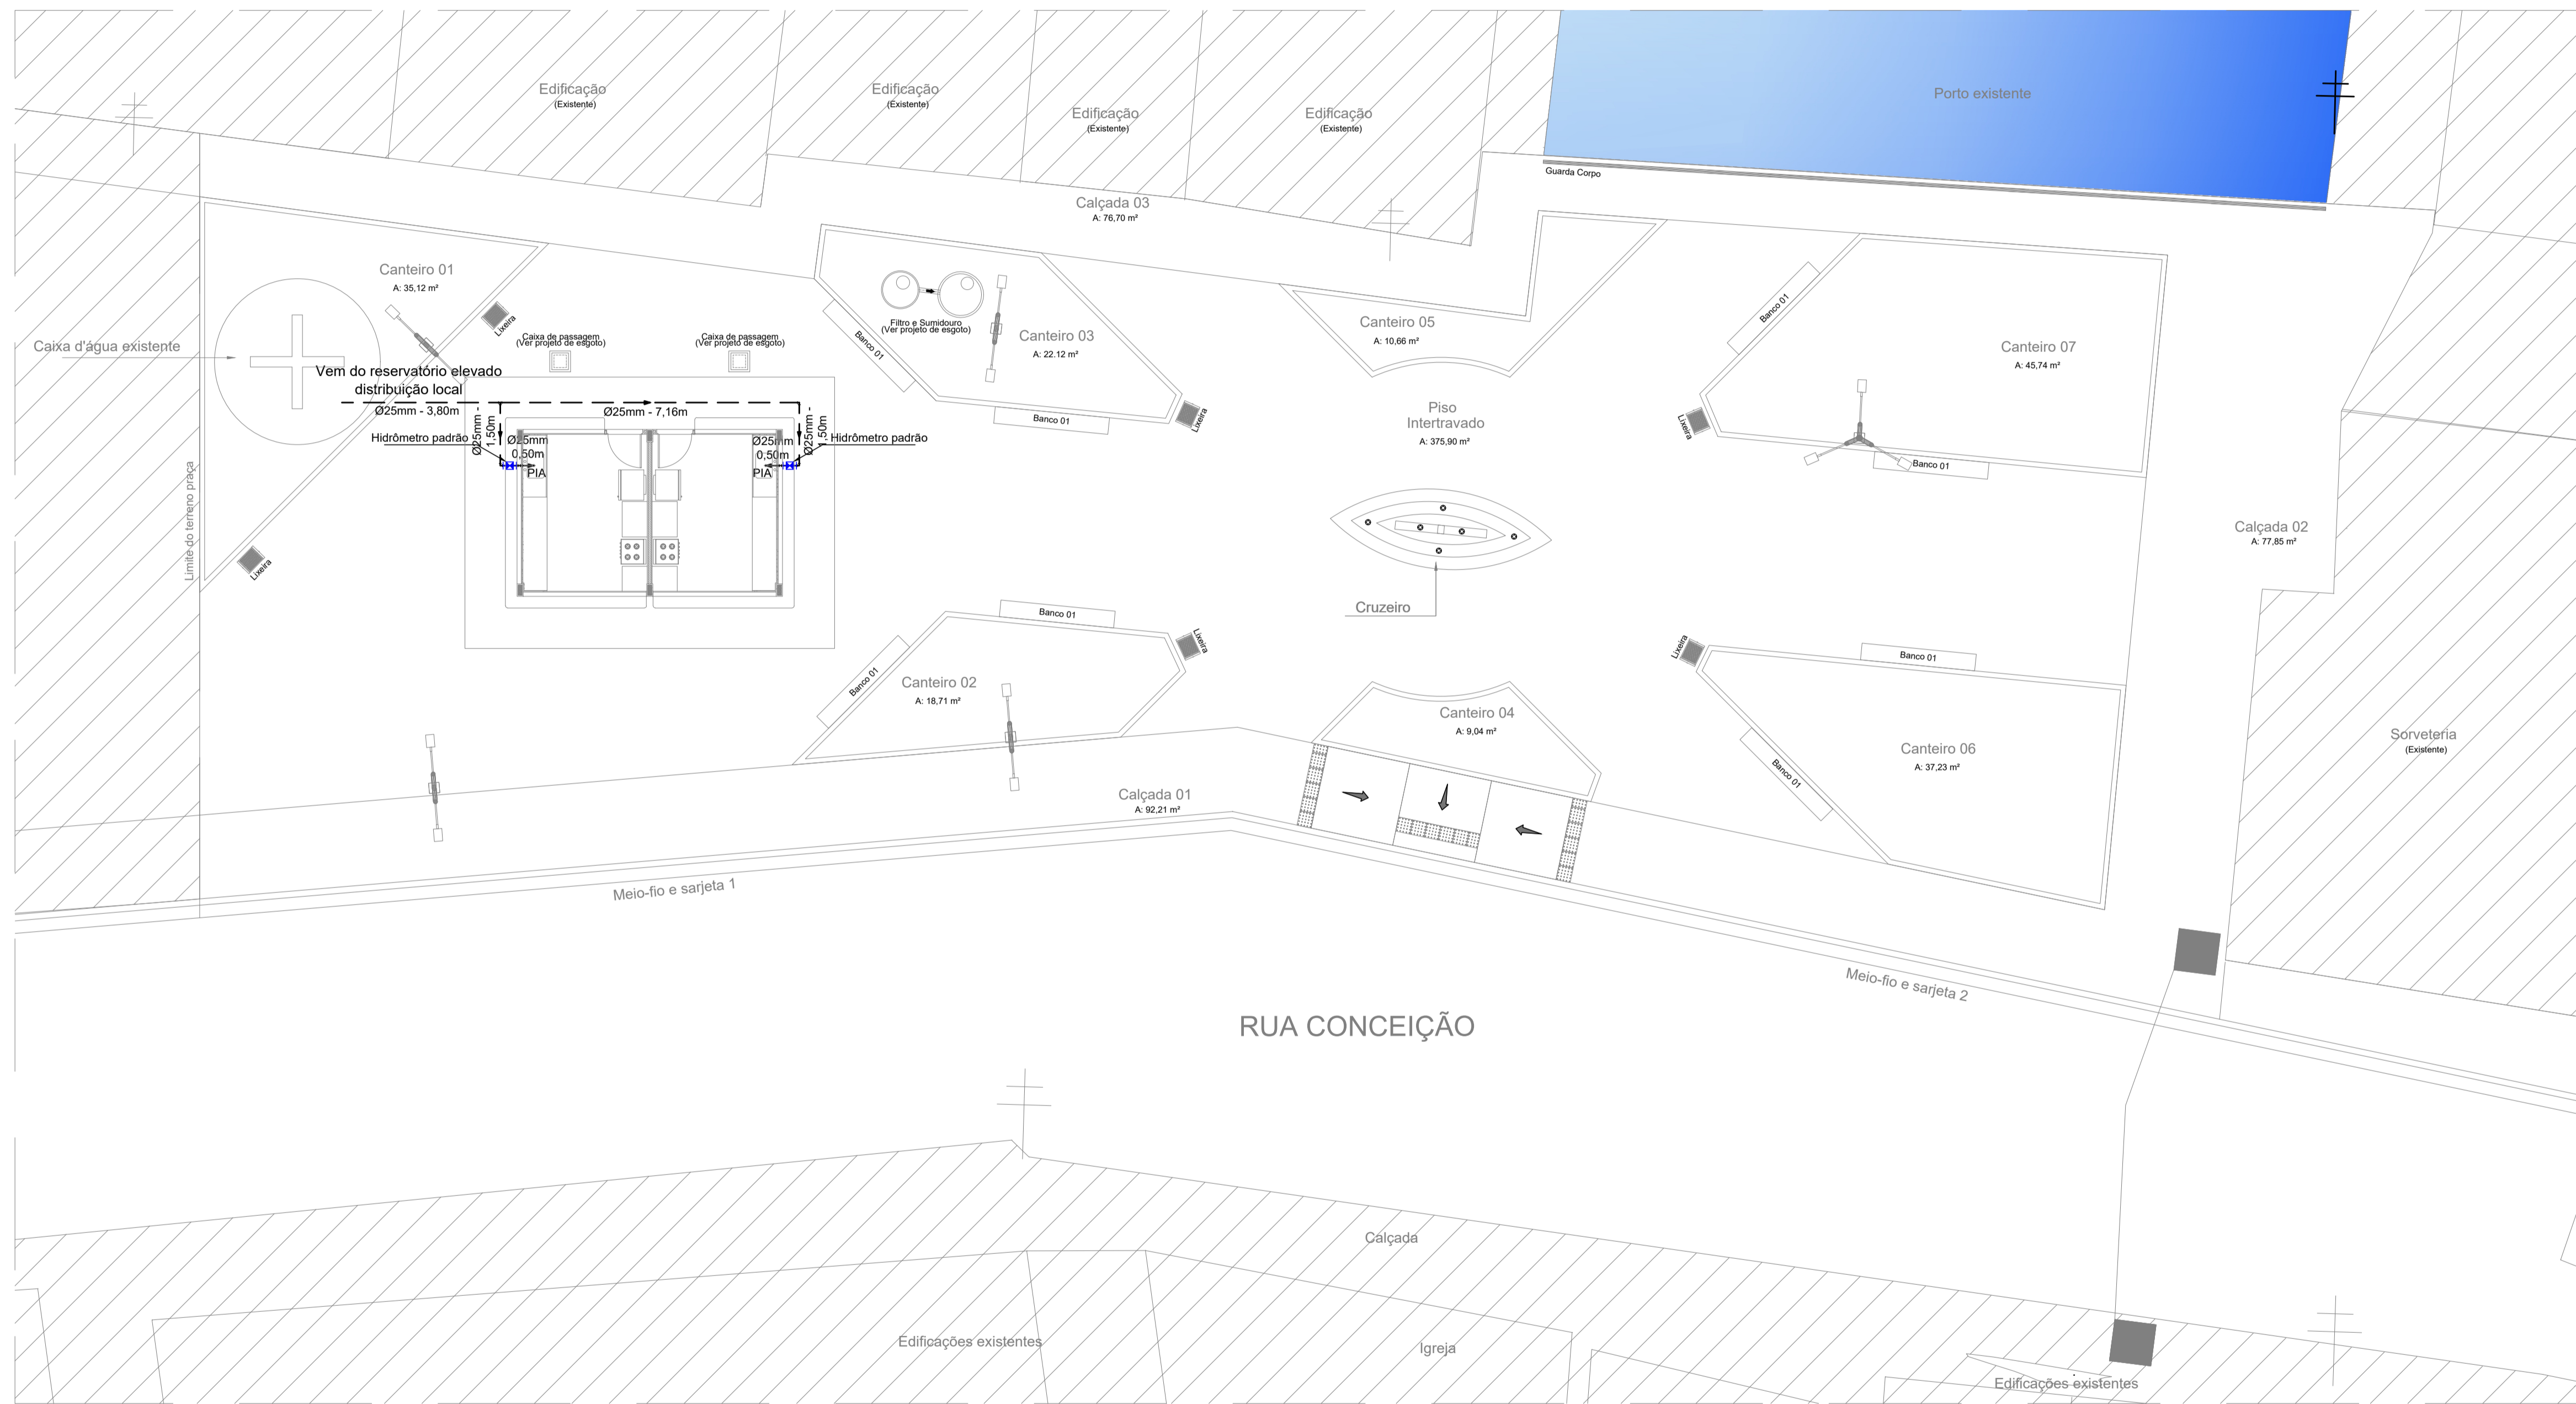 Edificação
(Existente)
Edificação
(Existente)
Edificação
(Existente)
Edificação
(Existente)
Porto existente
Guarda Corpo
Calçada 03
A: 76,70 m²
Canteiro 01
A: 35,12 m²
Lixeira
Caixa d'água existente
Caixa de passagem
(Ver projeto de esgoto)
Caixa de passagem
(Ver projeto de esgoto)
Filtro e Sumidouro
(Ver projeto de esgoto)
Canteiro 03
A: 22.12 m²
Banco 01
Banco 01
Lixeira
Canteiro 05
A: 10,66 m²
Banco 01
Canteiro 07
A: 45,74 m²
Lixeira
Banco 01
Vem do reservatório elevado
distribuição local
Ø25mm - 3,80m
Ø25mm -
1,50m
Ø25mm - 7,16m
Ø25mm -
1,50m
Hidrômetro padrão
Ø25mm
0,50m
PIA
Ø25mm
0,50m
PIA
Hidrômetro padrão
Piso
Intertravado
A: 375,90 m²
Limite do terreno praça
Lixeira
Calçada 02
A: 77,85 m²
Cruzeiro
Banco 01
Banco 01
Lixeira
Canteiro 02
A: 18,71 m²
Lixeira
Banco 01
Canteiro 04
A: 9,04 m²
Banco 01
Canteiro 06
A: 37,23 m²
Sorveteria
(Existente)
Calçada 01
A: 92,21 m²
Meio-fio e sarjeta 1
Meio-fio e sarjeta 2
RUA CONCEIÇÃO
Calçada
Edificações existentes
Igreja
Edificações existentes